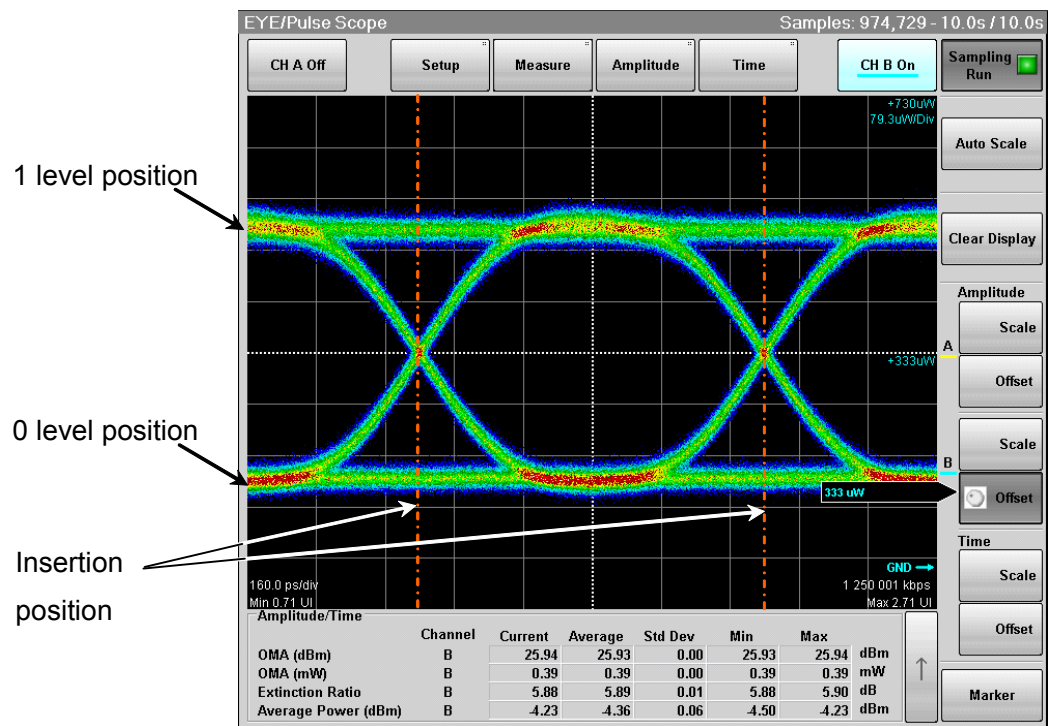 EYE/Pulse Scope
Samples: 974,729 - 10.0s / 10.0s
CH A Off
Setup
Measure
Amplitude
Time
CH B On
Sampling
Run
+730uW
79.3uW/Div
Auto Scale
1 level position
Clear Display
Amplitude
Scale
A
+333uW
Offset
0 level position
Scale
B
333 uW
Offset
Insertion
position
Time
GND
Scale
160.0 ps/div
1 250 001 kbps
Min 0.71 UI
Max 2.71 UI
Offset
Amplitude/Time
Channel Current Average Std Dev Min Max
OMA (dBm) B 25.94 25.93 0.00 25.93 25.94 dBm
OMA (mW) B 0.39 0.39 0.00 0.39 0.39 mW
Extinction Ratio B 5.88 5.89 0.01 5.88 5.90 dB
Average Power (dBm) B -4.23 -4.36 0.06 -4.50 -4.23 dBm
Marker